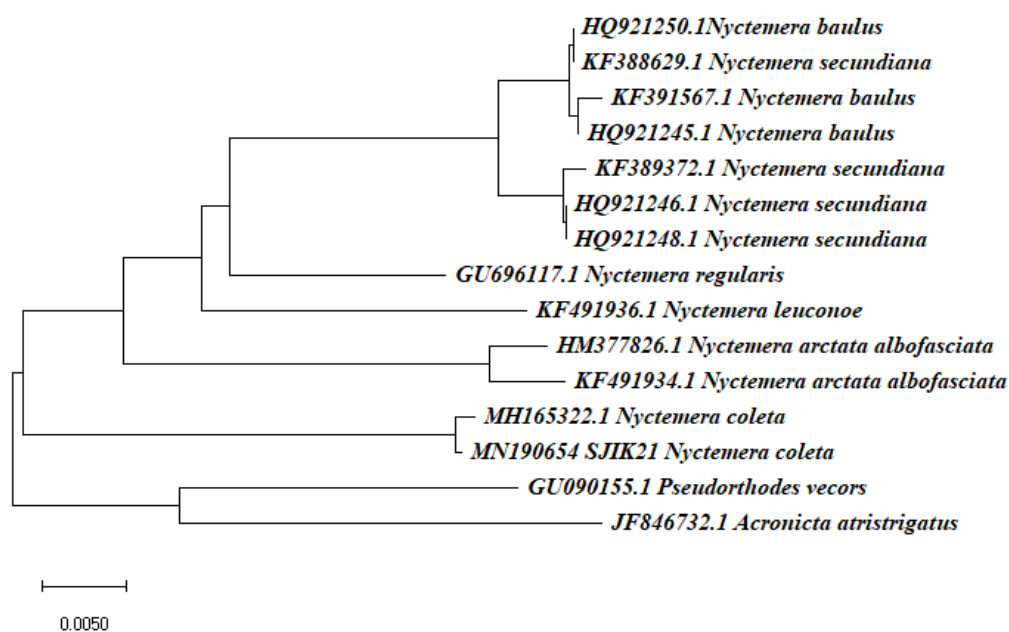 HQ921250.1Nyctemera baulus
KF388629.1 Nyctemera secundiana
KF391567.1 Nyctemera baulus
HQ921245.1 Nyctemera baulus
KF389372.1 Nyctemera secundiana
HQ921246.1 Nyctemera secundiana
HQ921248.1 Nyctemera secundiana
GU696117.1 Nyctemera regularis
KF491936.1 Nyctemera leuconoe
HM377826.1 Nyctemera arctata albofasciata
KF491934.1 Nyctemera arctata albofasciata
MH165322.1 Nyctemera coleta
MN190654 SJIK21 Nyctemera coleta
GU090155.1 Pseudorthodes vecors
JF846732.1 Acronicta atristrigatus
0.0050